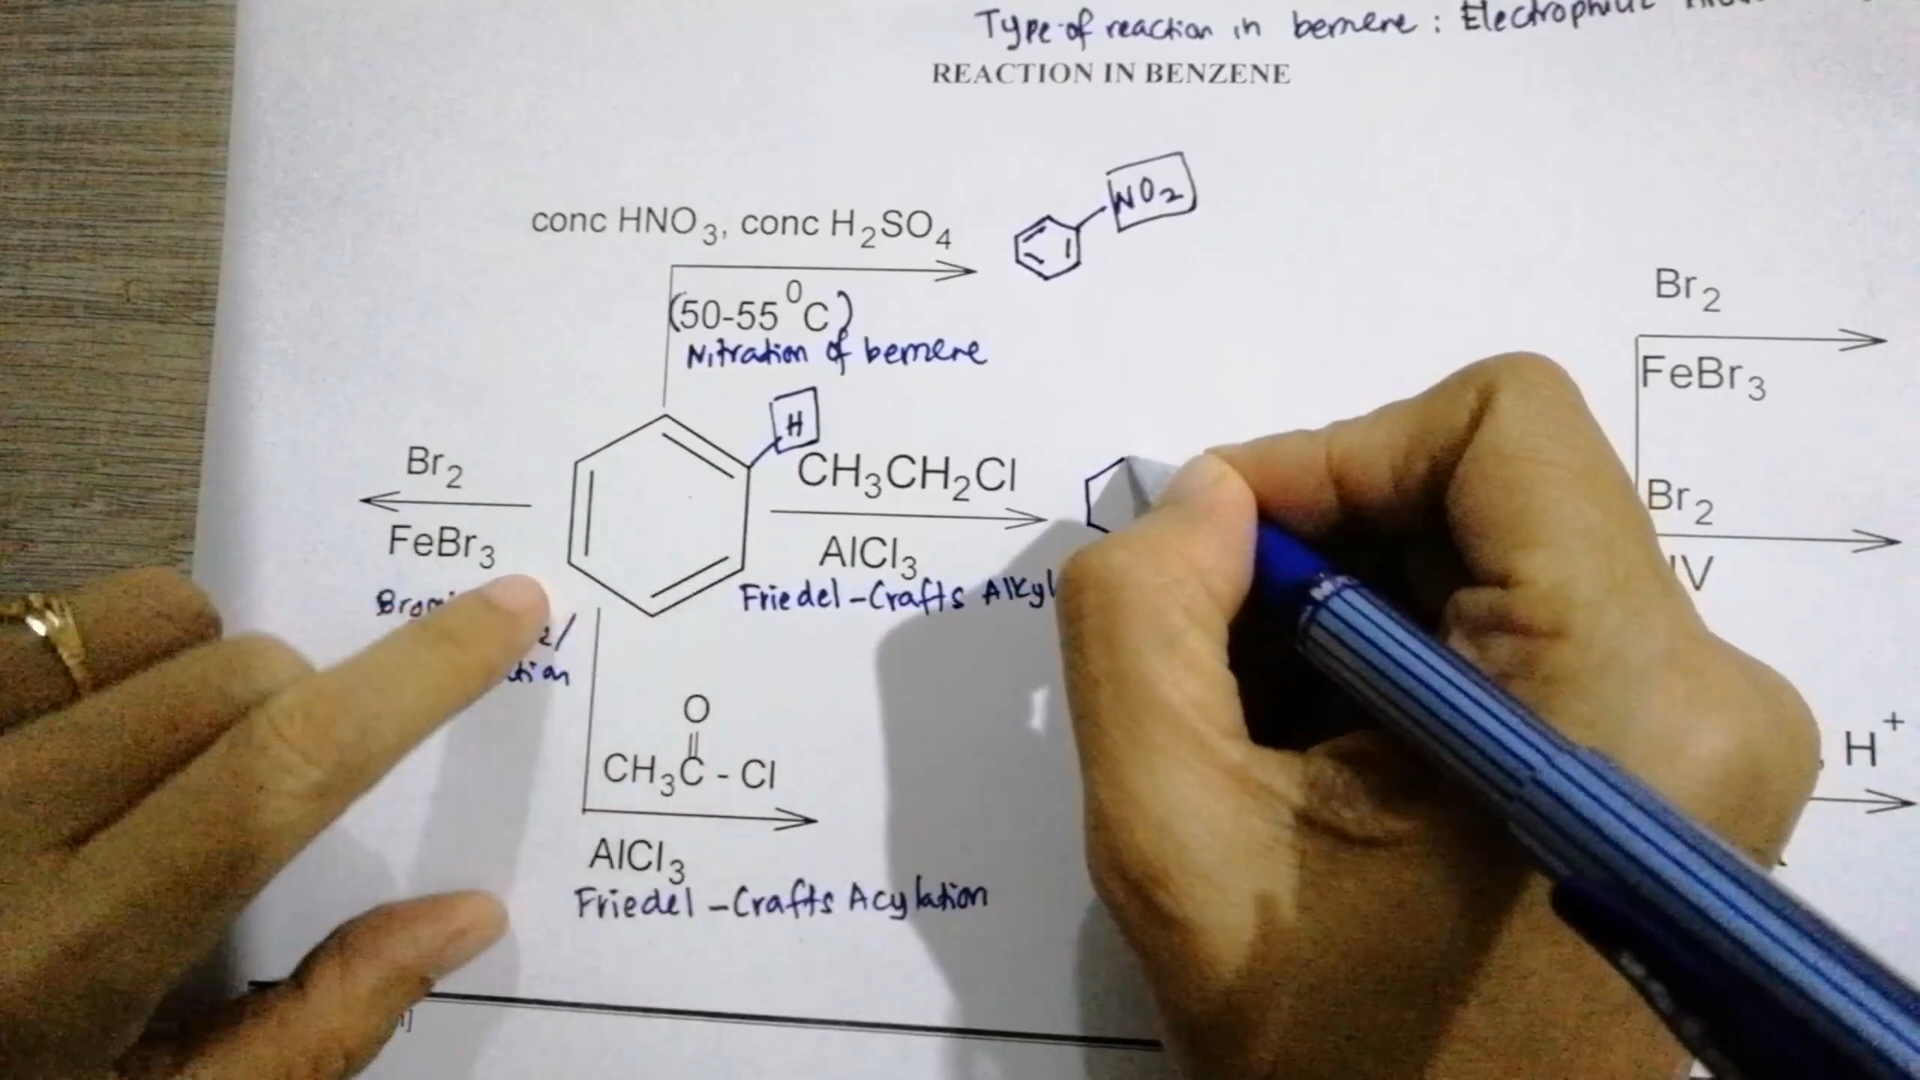 Type of reaction in benzene : Electrophilic
REACTION IN BENZENE
NO2
conc HNO3, conc H2SO4
(50-55 0C)
Nitration of benzene
Br2
FeBr3
H
Br2
CH3CH2Cl
FeBr3
AlCl3
Br2
Friedel-Crafts Alkyl
O
CH3C - Cl
, H+
AlCl3
Friedel-Crafts Acylation